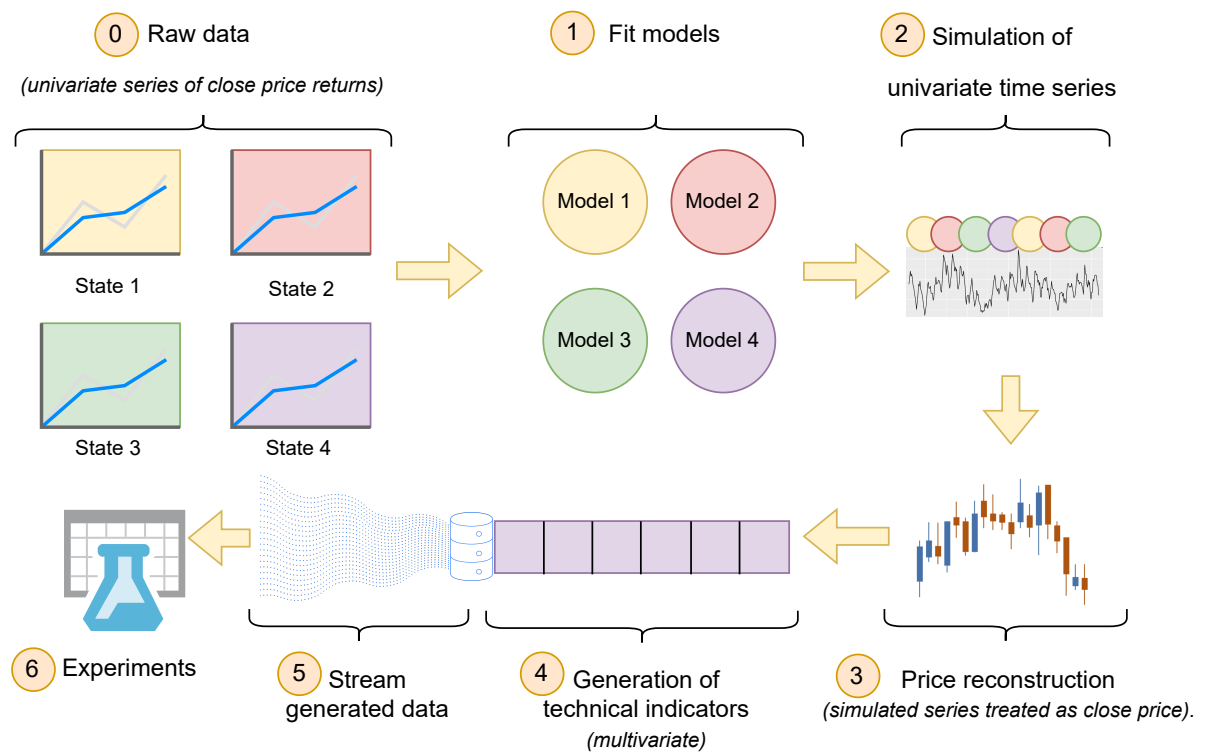 0 Raw data
(univariate series of close price returns)
State 1
State 2
State 3
State 4
1 Fit models
Model 1
Model 2
Model 3
Model 4
2 Simulation of
univariate time series
3 Price reconstruction
(simulated series treated as close price).
4 Generation of
technical indicators
(multivariate)
5 Stream
generated data
6 Experiments